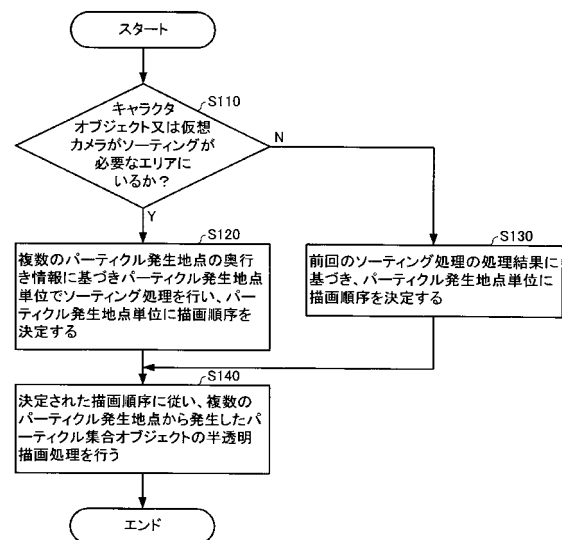 スタート
S110
キャラクタ
オブジェクト又は仮想
カメラがソーティングが
必要なエリアに
いるか？
N
Y
S120
複数のパーティクル発生地点の奥行
き情報に基づきパーティクル発生地点
単位でソーティング処理を行い、パー
ティクル発生地点単位に描画順序を
決定する
S130
前回のソーティング処理の処理結果に
基づき、パーティクル発生地点単位に
描画順序を決定する
S140
決定された描画順序に従い、複数の
パーティクル発生地点から発生したパ
ーティクル集合オブジェクトの半透明
描画処理を行う
エンド